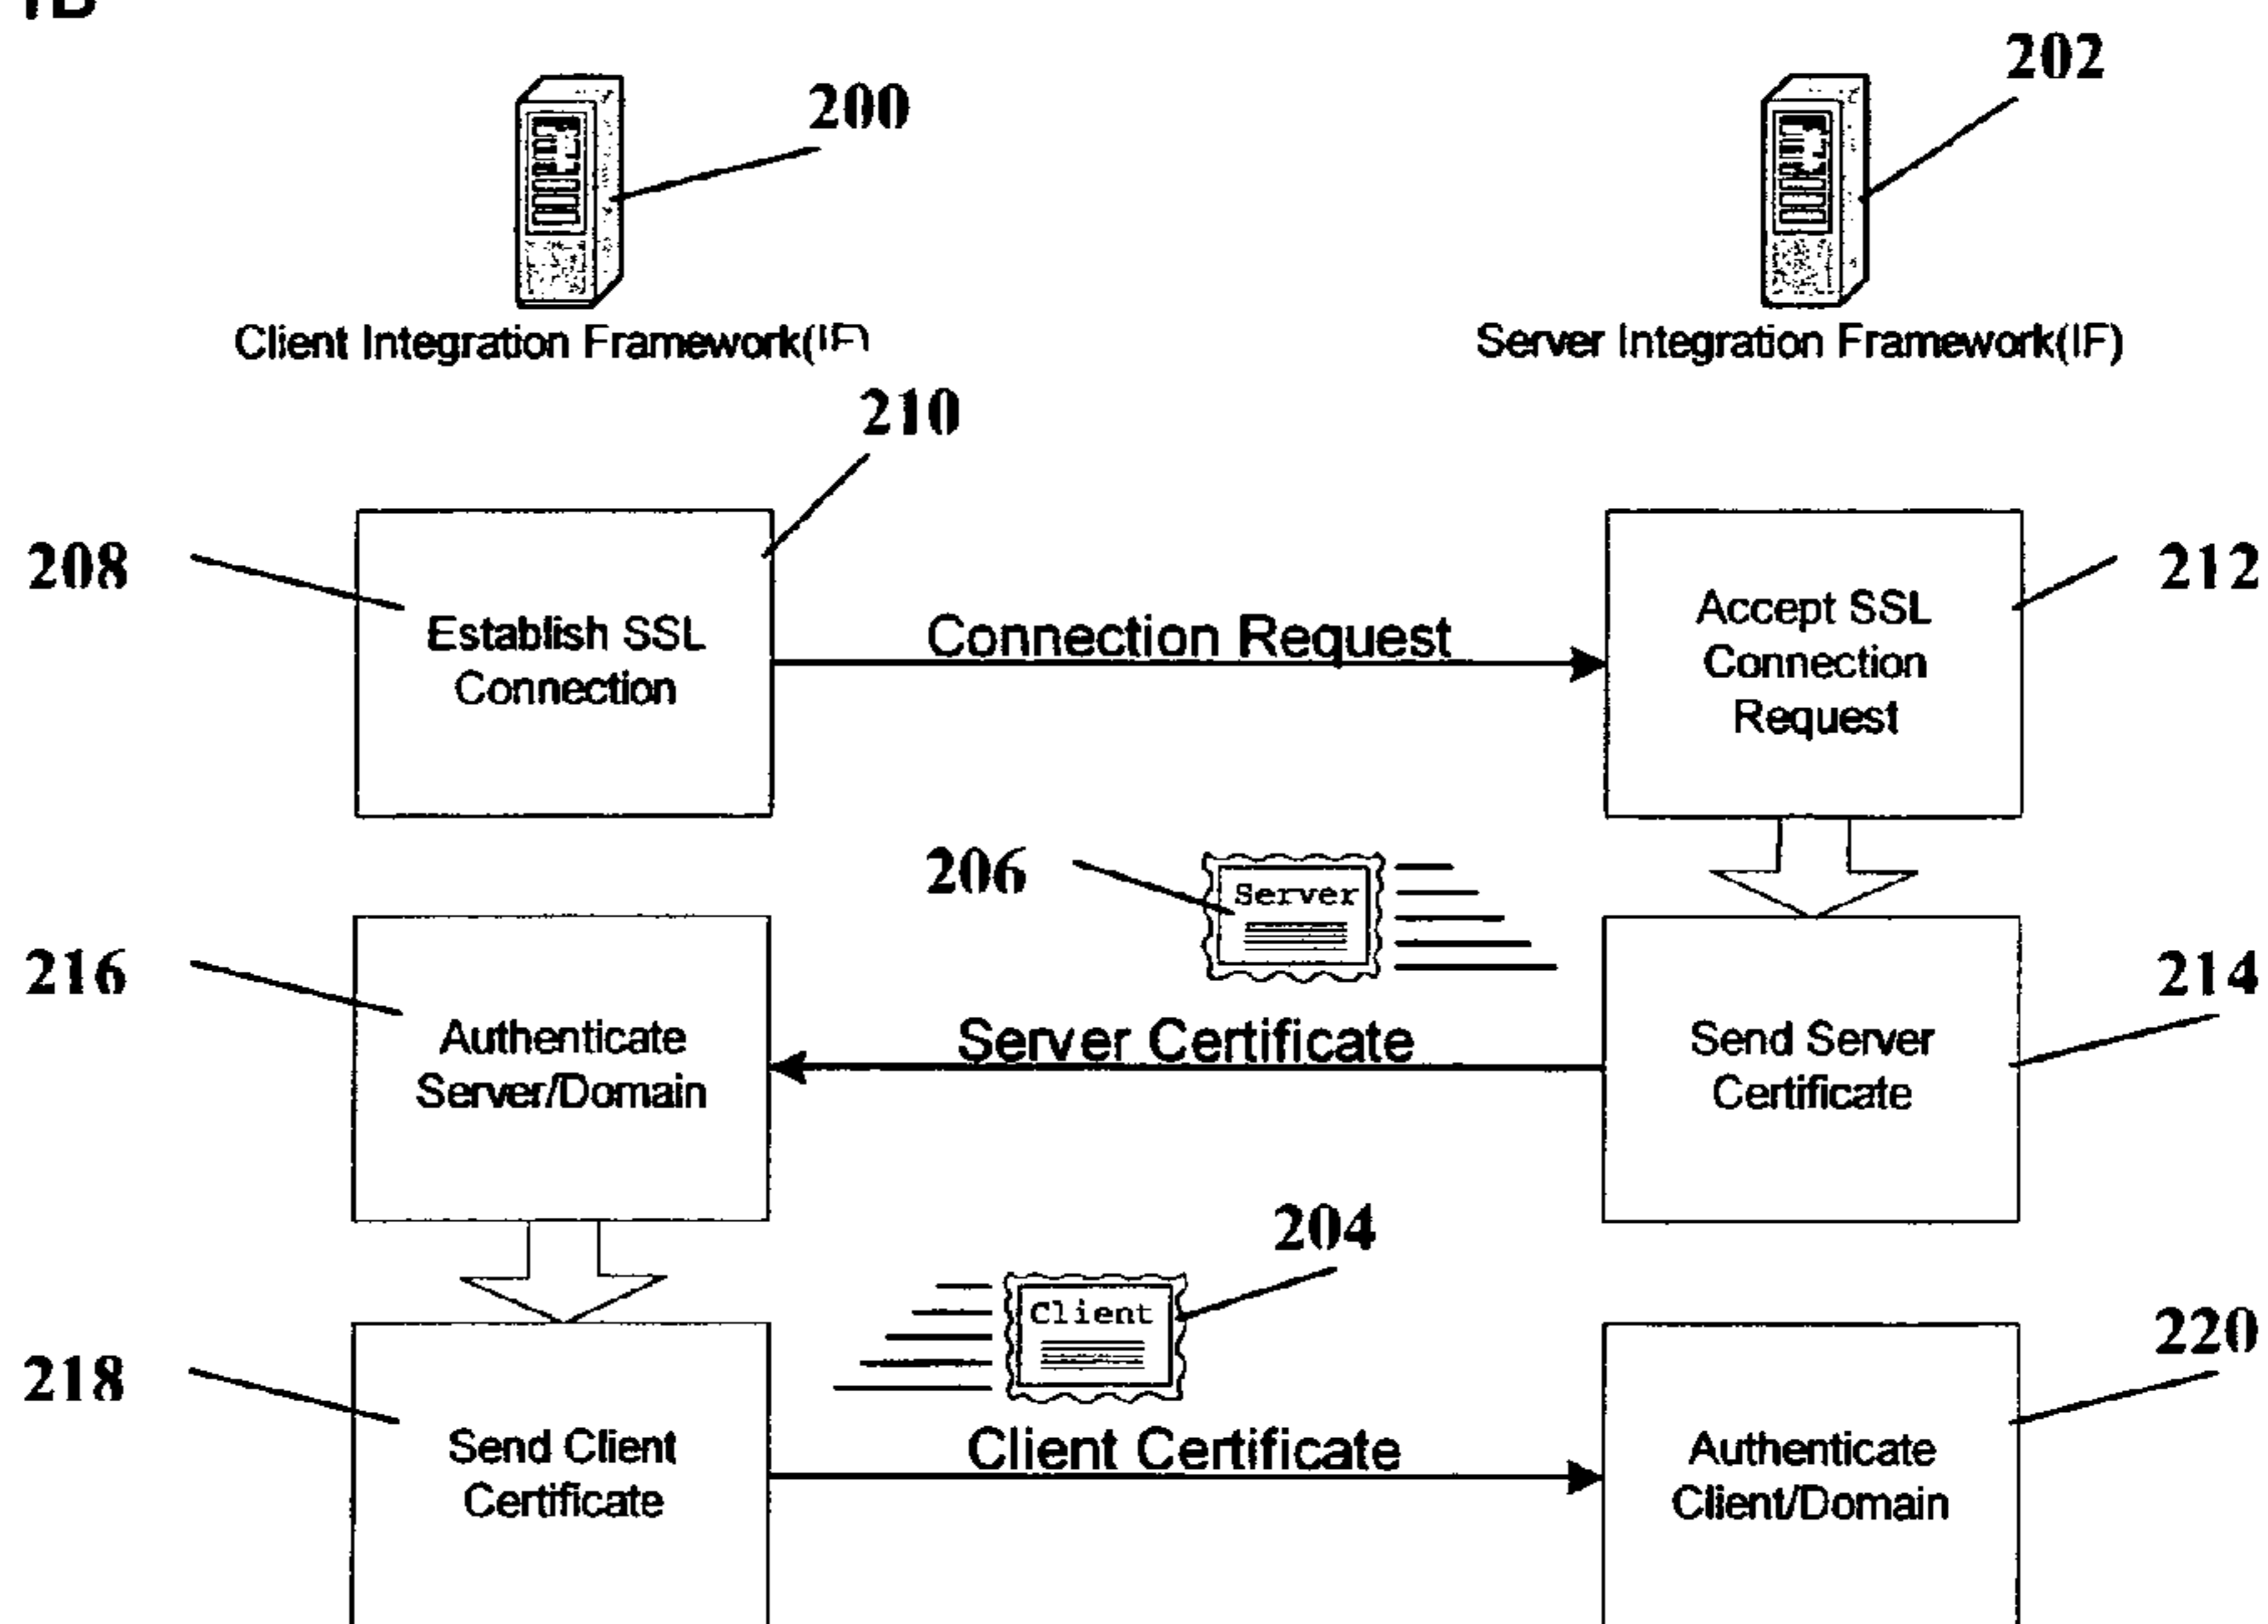 202
200
Client Integration Framework(IF)
Server Integration Framework(IF)
210
208
212
Establish SSL
Connection
Connection Request
Accept SSL
Connection
Request
206
Server
216
214
Authenticate
Server/Domain
Server Certificate
Send Server
Certificate
204
Client
218
220
Send Client
Certificate
Client Certificate
Authenticate
Client/Domain